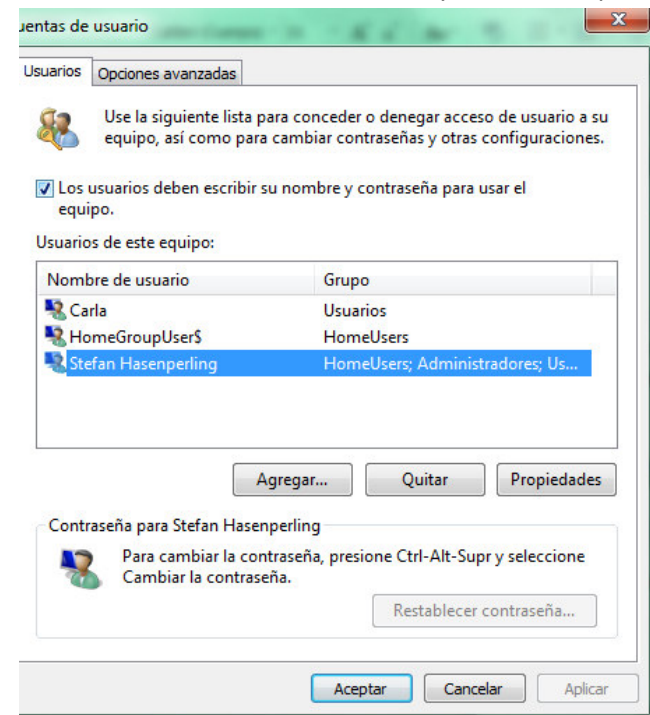 uentas de usuario
Usuarios Opciones avanzadas
Use la siguiente lista para conceder o denegar acceso de usuario a su
equipo, así como para cambiar contraseñas y otras configuraciones.
Los usuarios deben escribir su nombre y contraseña para usar el
equipo.
Usuarios de este equipo:
Nombre de usuario Grupo
Carla Usuarios
HomeGroupUser$ HomeUsers
Stefan Hasenperling HomeUsers; Administradores; Us...
Agregar... Quitar Propiedades
Contraseña para Stefan Hasenperling
Para cambiar la contraseña, presione Ctrl-Alt-Supr y seleccione
Cambiar la contraseña.
Restablecer contraseña...
Aceptar Cancelar Aplicar